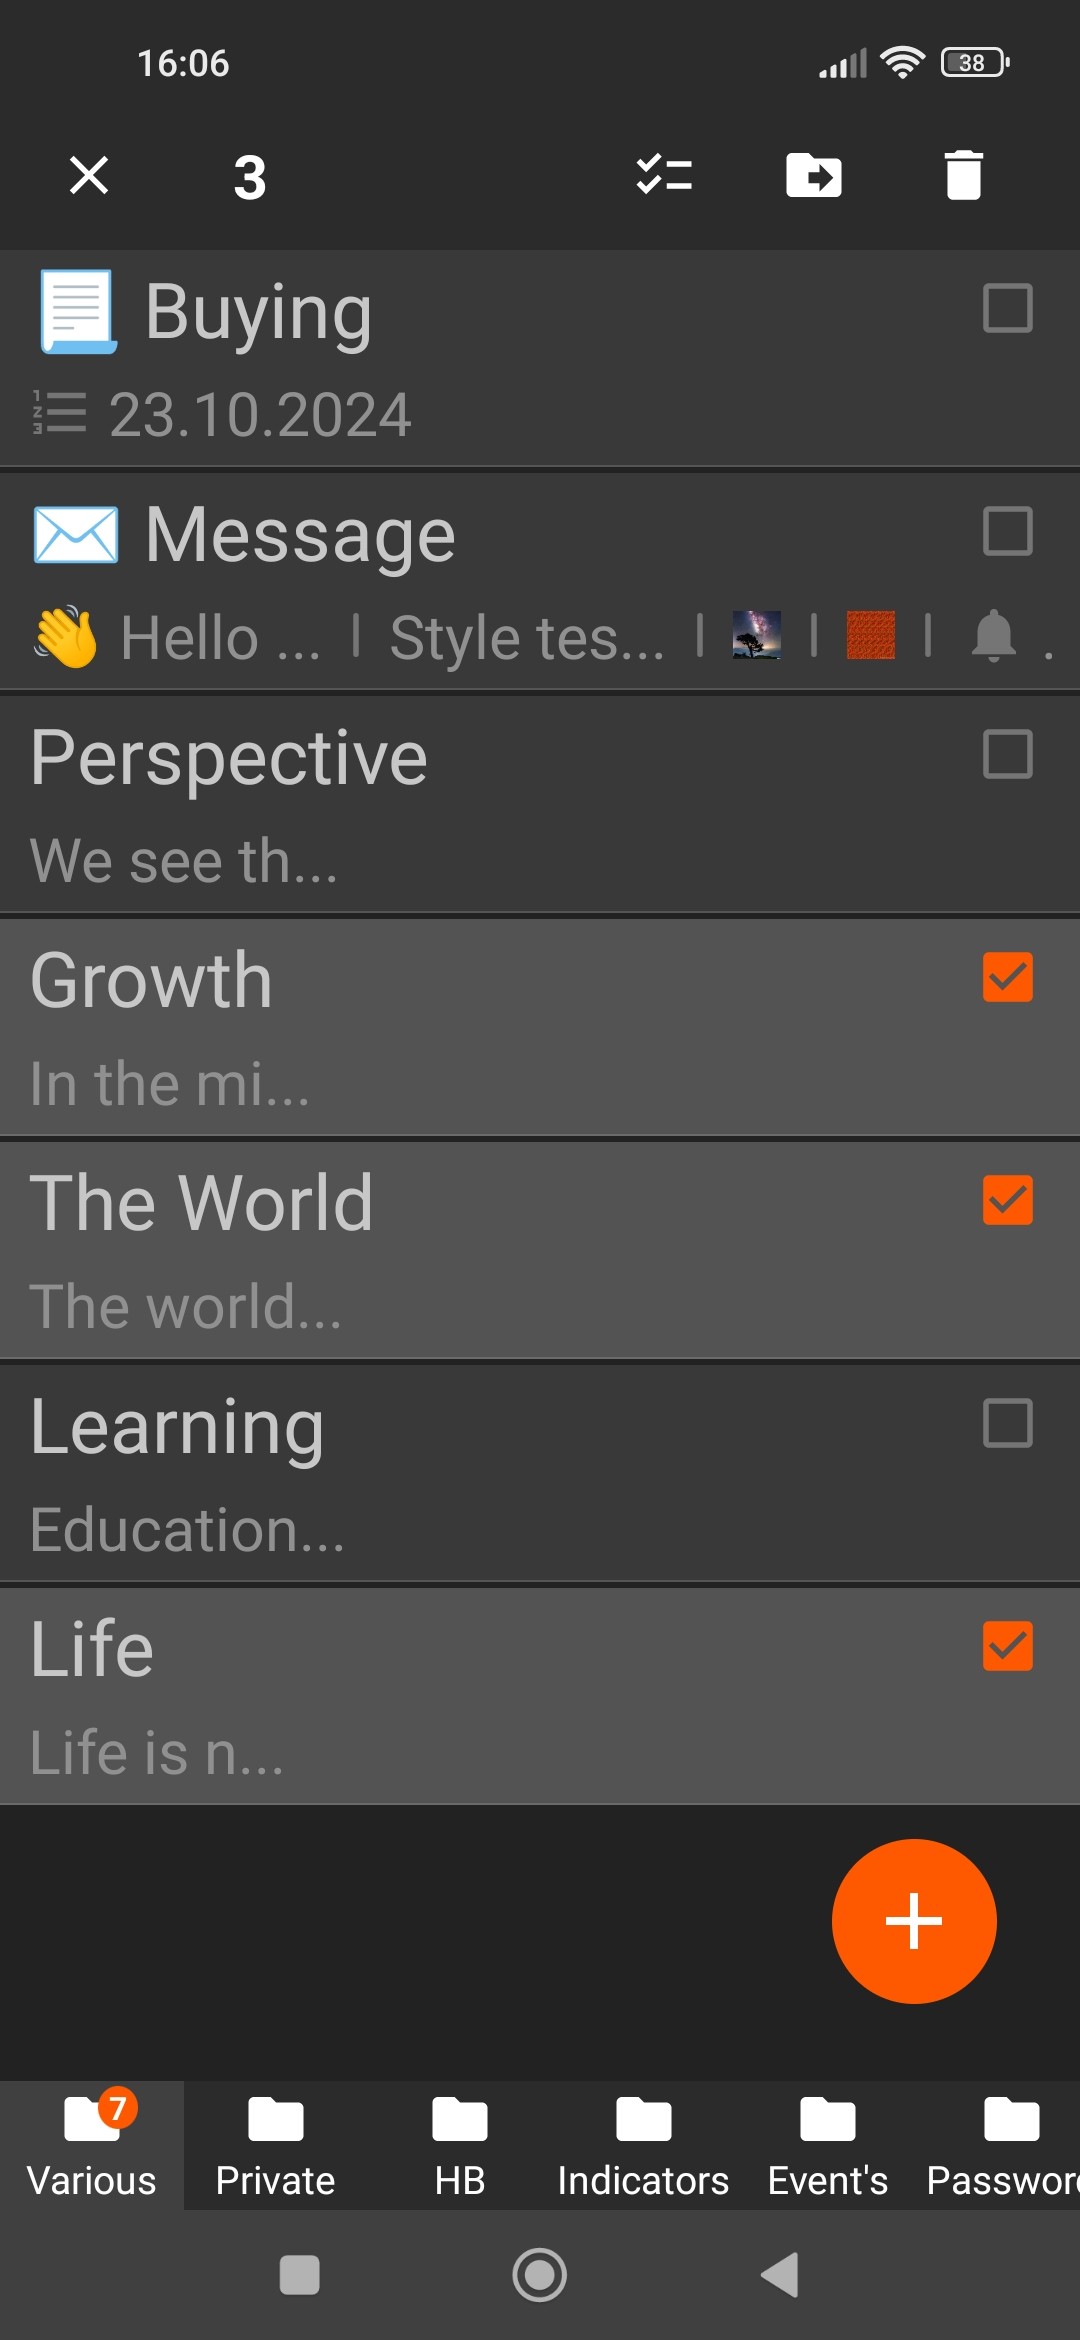 16:06 38
3
Buying
23.10.2024
Message
Hello ... | Style tes... | | | .
Perspective
We see th...
Growth
In the mi...
The World
The world...
Learning
Education...
Life
Life is n...
7
Various Private HB Indicators Event's Password